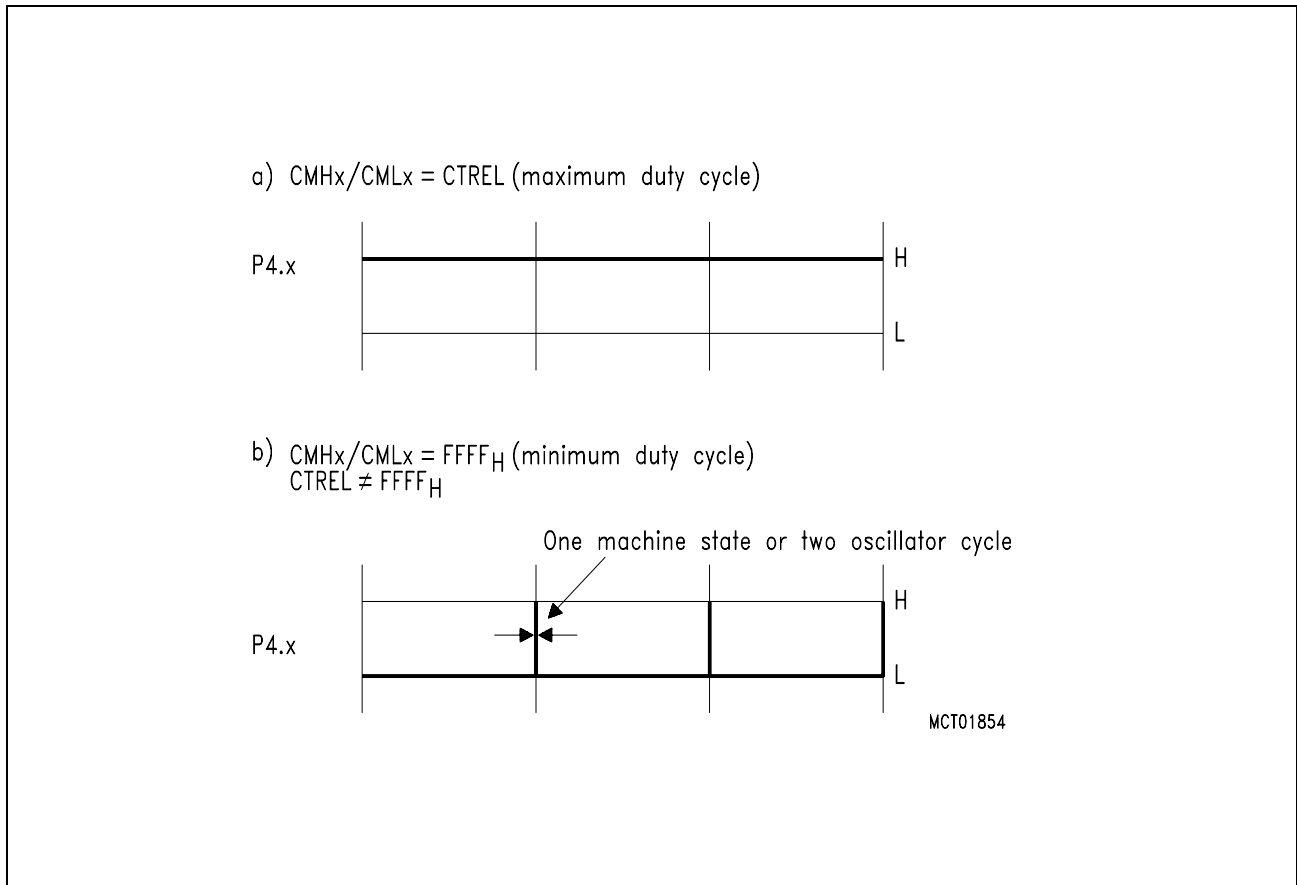 a) CMHx/CMLx = CTREL (maximum duty cycle)
P4.x
H
L
b) CMHx/CMLx = FFFFH (minimum duty cycle)
CTREL ≠ FFFFH
One machine state or two oscillator cycle
H
P4.x
L
MCT01854